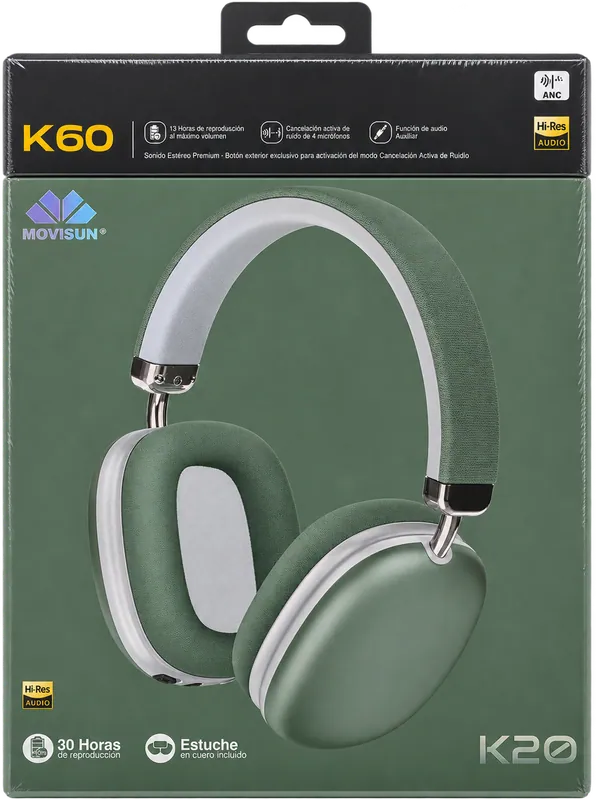 ANC
K60
13 Horas de reproducción
al máximo volumen
Cancelación activa de
ruido de 4 micrófonos
Función de audio
Auxiliar
Hi-Res
AUDIO
Sonido Estéreo Premium - Botón exterior exclusivo para activación del modo Cancelación Activa de Ruidio
MOVISUN®
Hi-Res
AUDIO
30 Horas
de reproducción
Estuche
en cuero incluido
K20